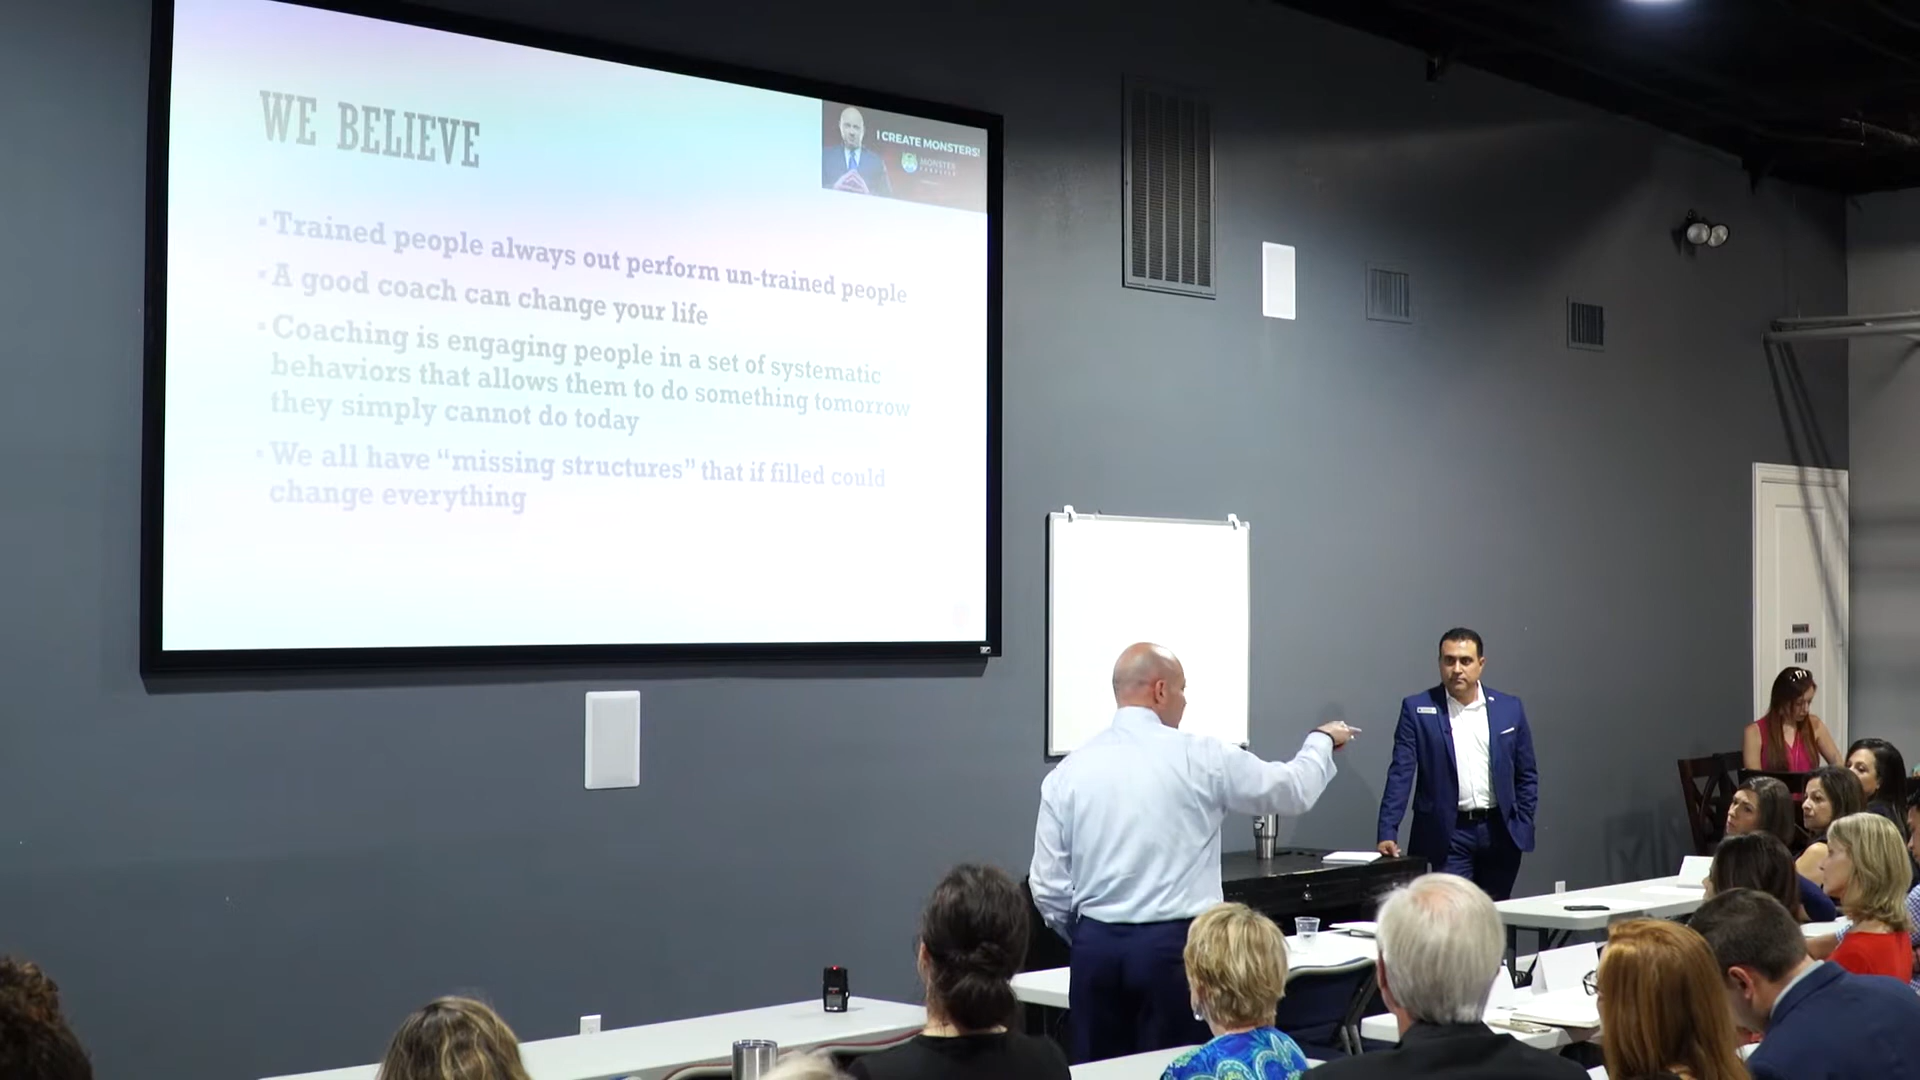 WE BELIEVE
I CREATE MONSTERS!
MONSTER
▪ Trained people always out perform un-trained people
▪ A good coach can change your life
▪ Coaching is engaging people in a set of systematic
behaviors that allows them to do something tomorrow
they simply cannot do today
▪ We all have “missing structures” that if filled could
change everything
ELECTRICAL
ROOM